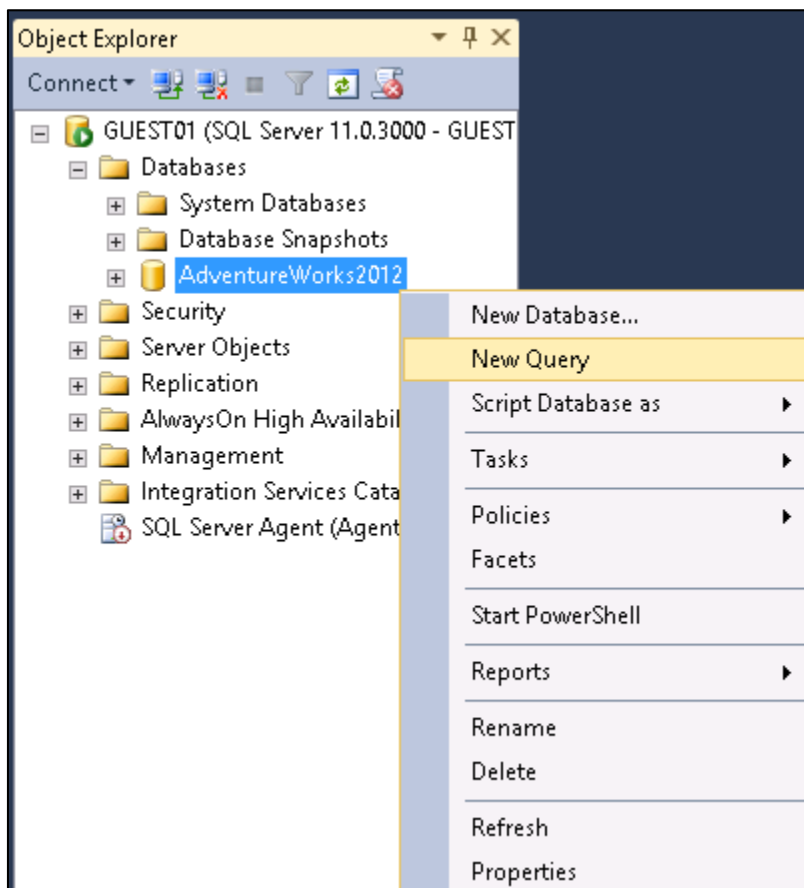 Object Explorer
Connect
GUEST01 (SQL Server 11.0.3000 - GUEST
Databases
System Databases
Database Snapshots
AdventureWorks2012
Security
Server Objects
Replication
AlwaysOn High Availabil
Management
Integration Services Cata
SQL Server Agent (Agent
New Database...
New Query
Script Database as
Tasks
Policies
Facets
Start PowerShell
Reports
Rename
Delete
Refresh
Properties